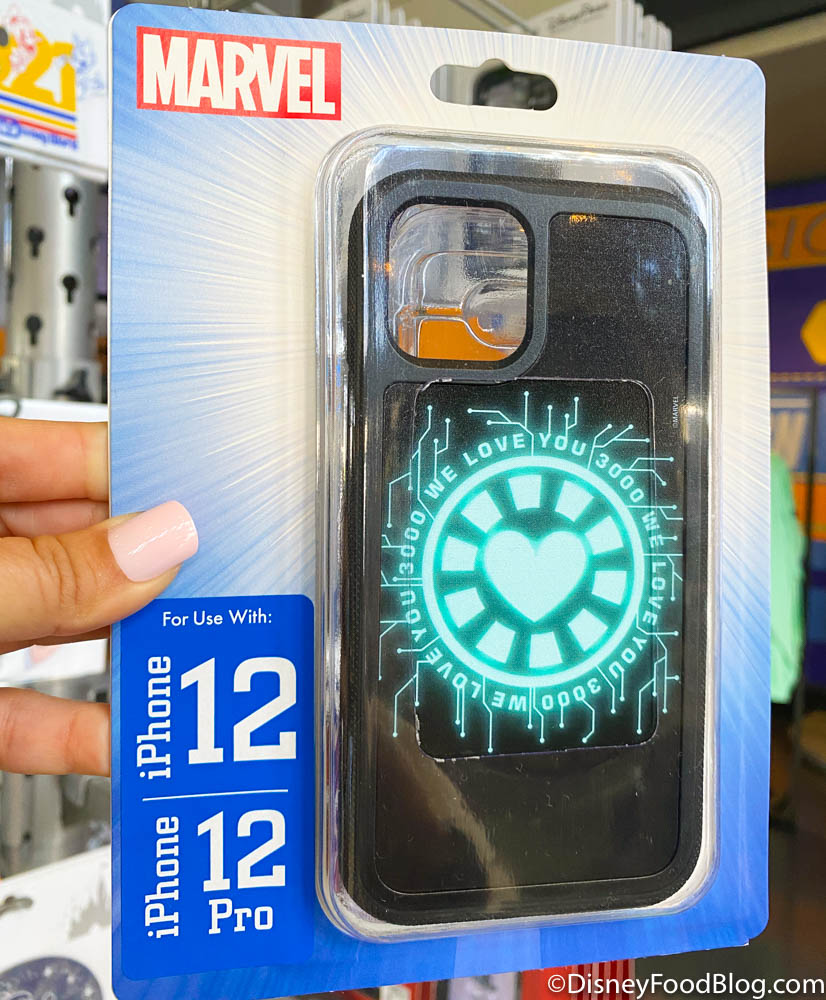 MARVEL
©MARVEL
WE LOVE YOU 3000 WE LOVE YOU 3000 WE LOVE YOU 3000
For Use With:
iPhone 12
iPhone 12 Pro
©DisneyFoodBlog.com